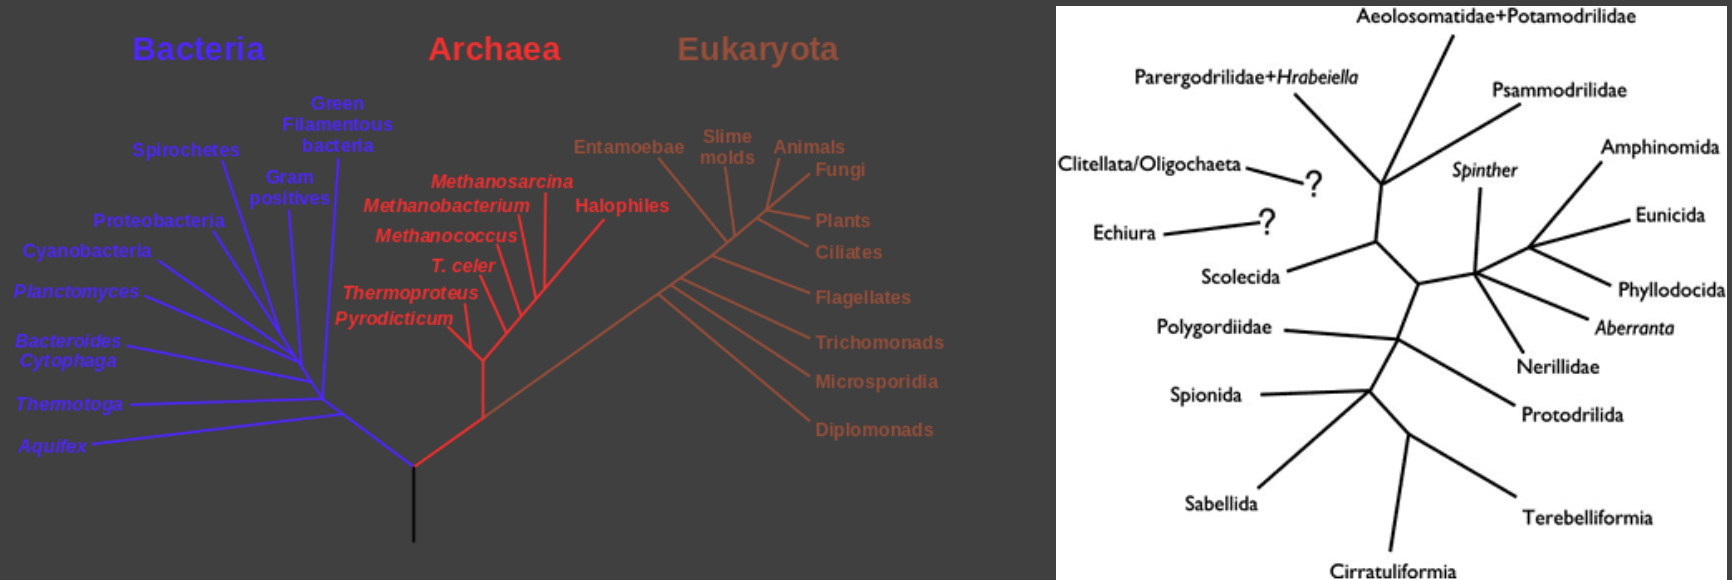 Bacteria
Archaea
Eukaryota
Green
Filamentous
bacteria
Spirochetes
Gram
positives
Proteobacteria
Cyanobacteria
Planctomyces
Bacteroides
Cytophaga
Thermotoga
Aquifex
Methanosarcina
Methanobacterium
Halophiles
Methanococcus
T. celer
Thermoproteus
Pyrodicticum
Entamoebae
Slime
molds
Animals
Fungi
Plants
Ciliates
Flagellates
Trichomonads
Microsporidia
Diplomonads
Aeolosomatidae+Potamodrilidae
Parergodrilidae+Hrabeiella
Psammodrilidae
Clitellata/Oligochaeta ?
Spinther
Amphinomida
Echiura ?
Eunicida
Scolecida
Phyllodocida
Polygordiidae
Aberranta
Nerillidae
Spionida
Protodrilida
Sabellida
Terebelliformia
Cirratuliformia